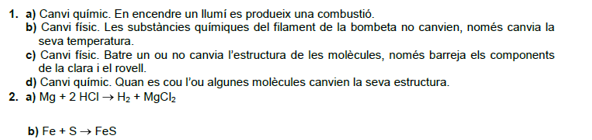 1. a) Canvi químic. En encendre un llumí es produeix una combustió.
b) Canvi físic. Les substàncies químiques del filament de la bombeta no canvien, només canvia la
seva temperatura.
c) Canvi físic. Batre un ou no canvia l'estructura de les molècules, només barreja els components
de la clara i el rovell.
d) Canvi químic. Quan es cou l'ou algunes molècules canvien la seva estructura.
2. a) Mg + 2 HCl → H₂ + MgCl₂
b) Fe + S → FeS